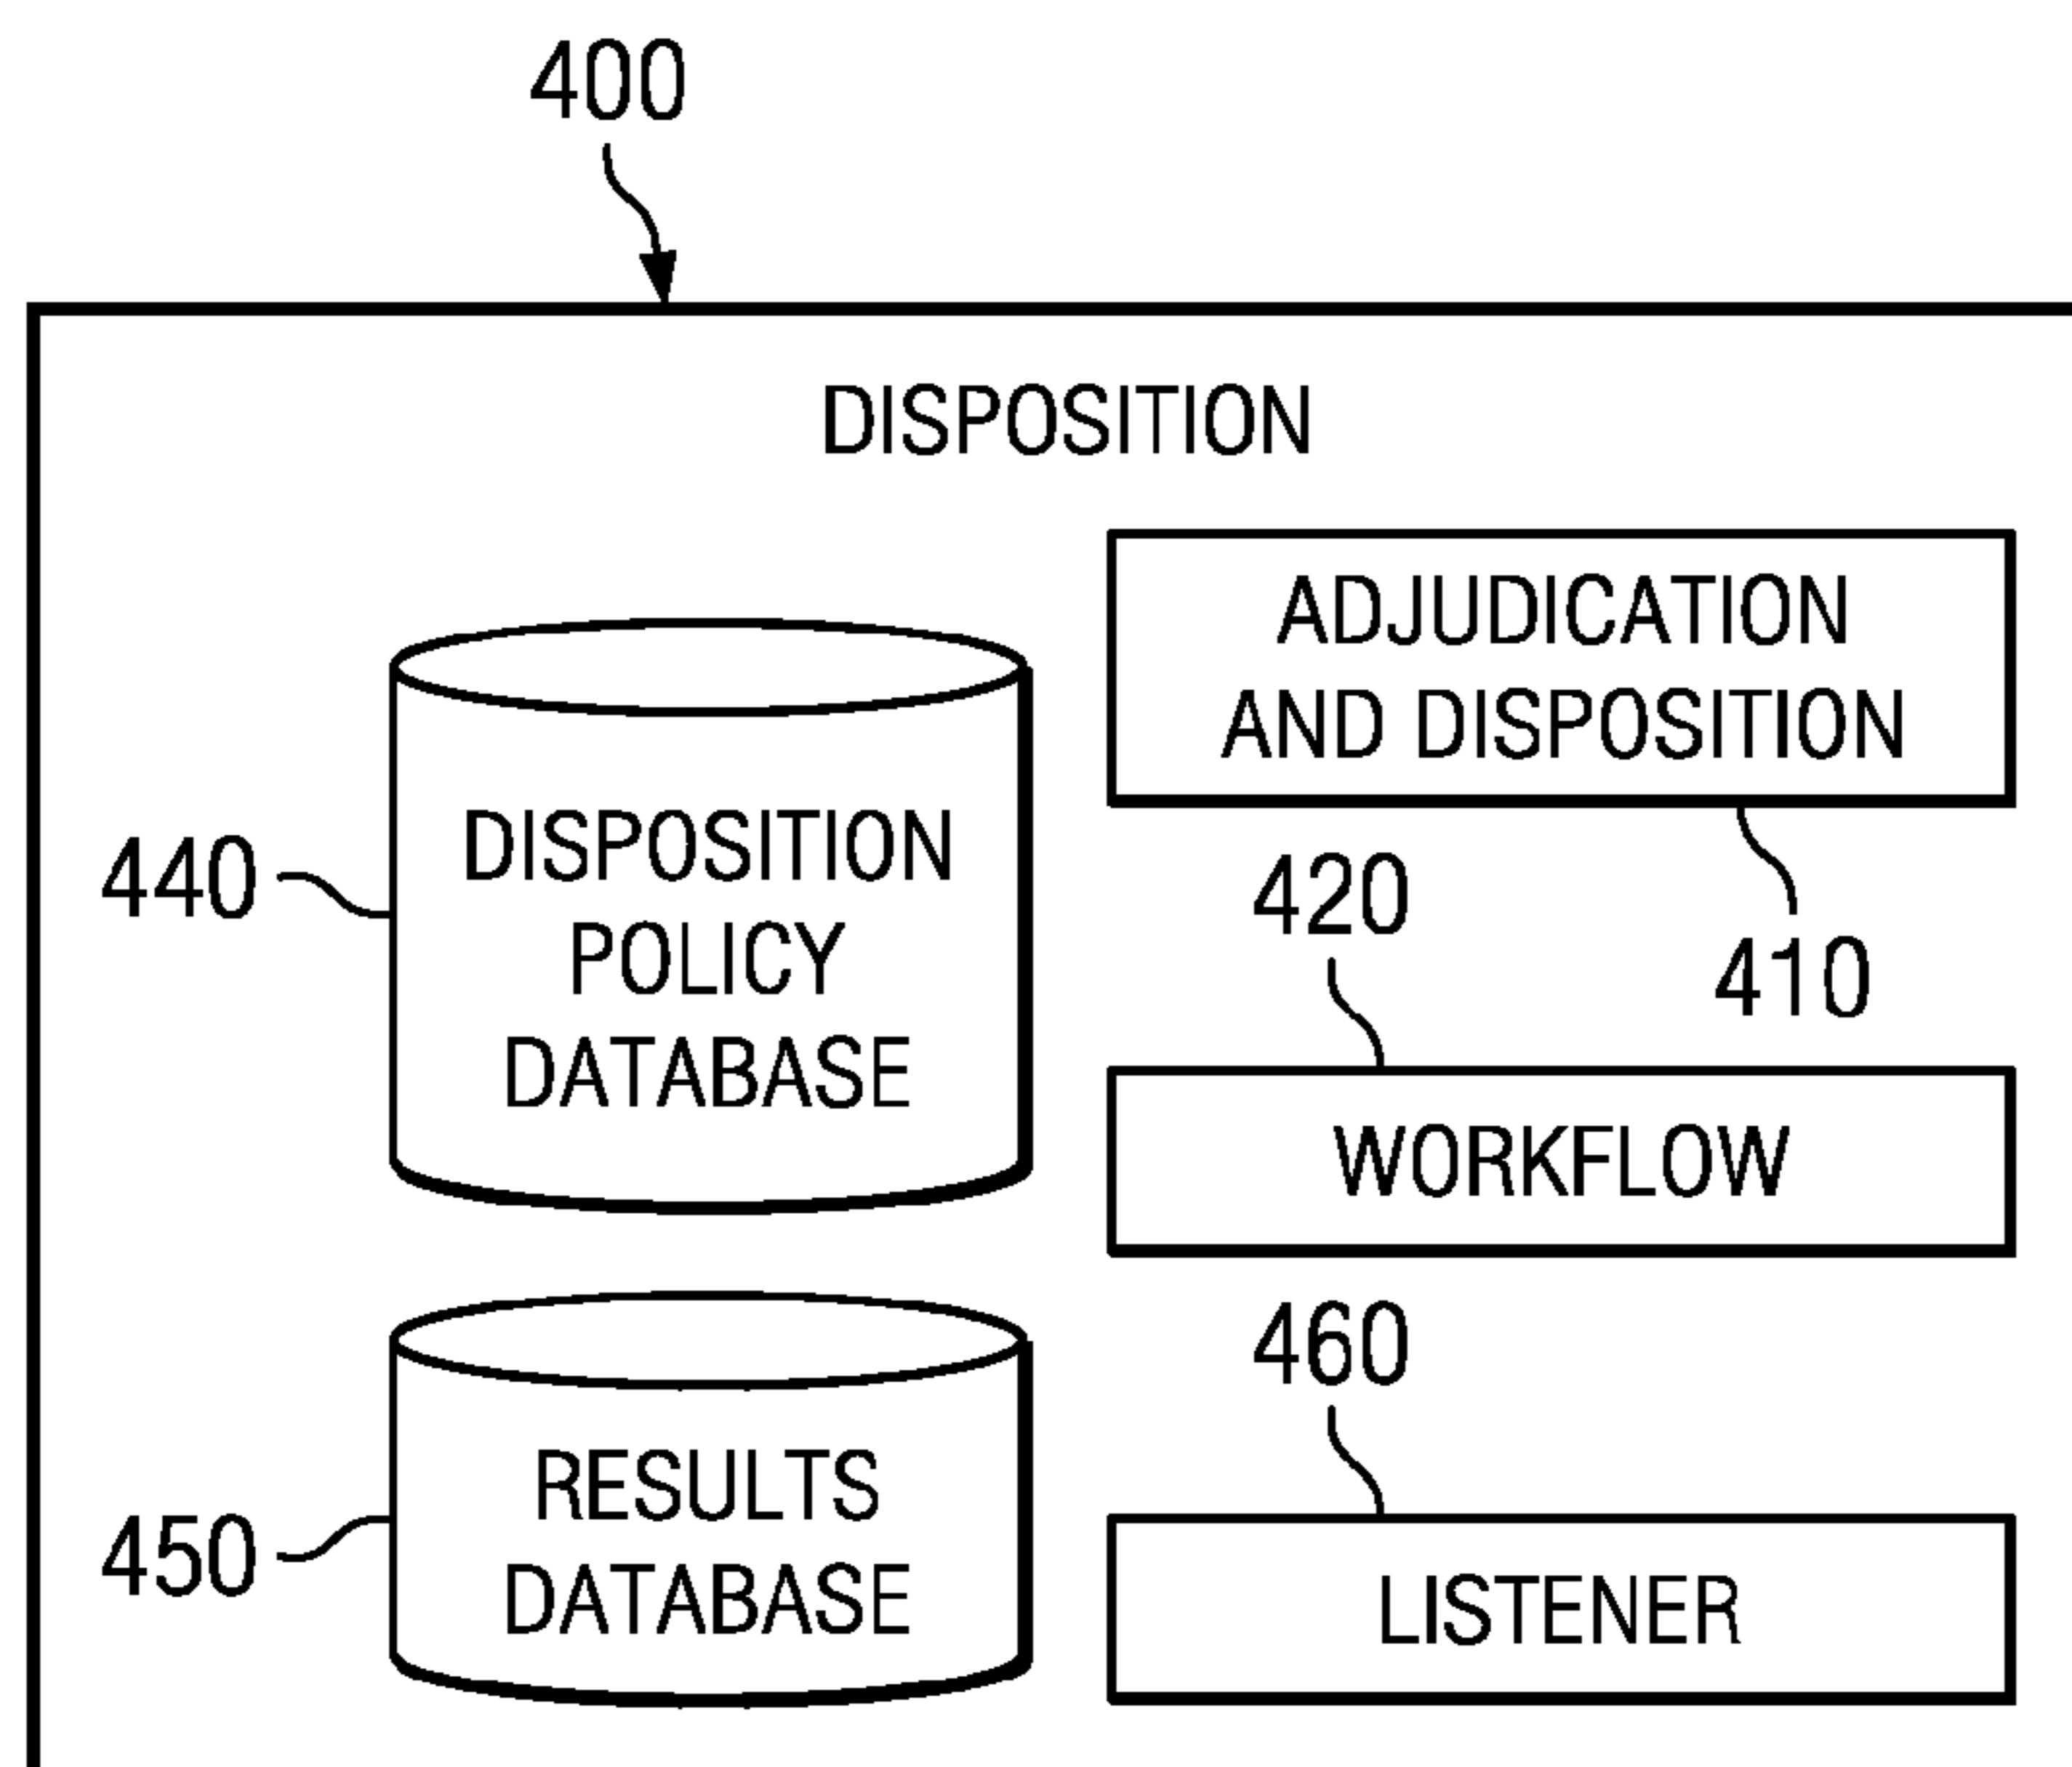 400
DISPOSITION
ADJUDICATION
AND DISPOSITION
410
440
DISPOSITION
POLICY
DATABASE
420
WORKFLOW
450
RESULTS
DATABASE
460
LISTENER